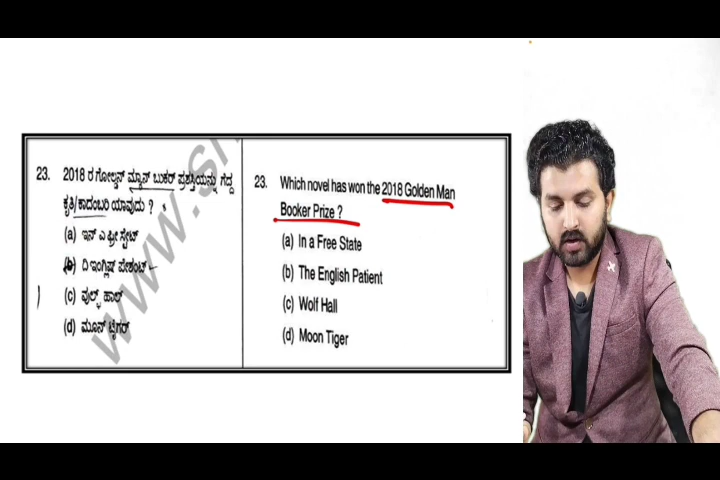 23. 2018 ರ ಗೋಲ್ಡನ್ ಮ್ಯಾನ್ ಬುಕರ್ ಪ್ರಶಸ್ತಿಯನ್ನು ಗೆದ್ದ
ಕೃತಿ/ಕಾದಂಬರಿ ಯಾವುದು ?
(a) ಇನ್ ಎ ಫ್ರೀ ಸ್ಟೇಟ್
(b) ದಿ ಇಂಗ್ಲಿಷ್ ಪೇಶಂಟ್
(c) ವುಲ್ಫ್ ಹಾಲ್
(d) ಮೂನ್ ಟೈಗರ್
23. Which novel has won the 2018 Golden Man
Booker Prize ?
(a) In a Free State
(b) The English Patient
(c) Wolf Hall
(d) Moon Tiger